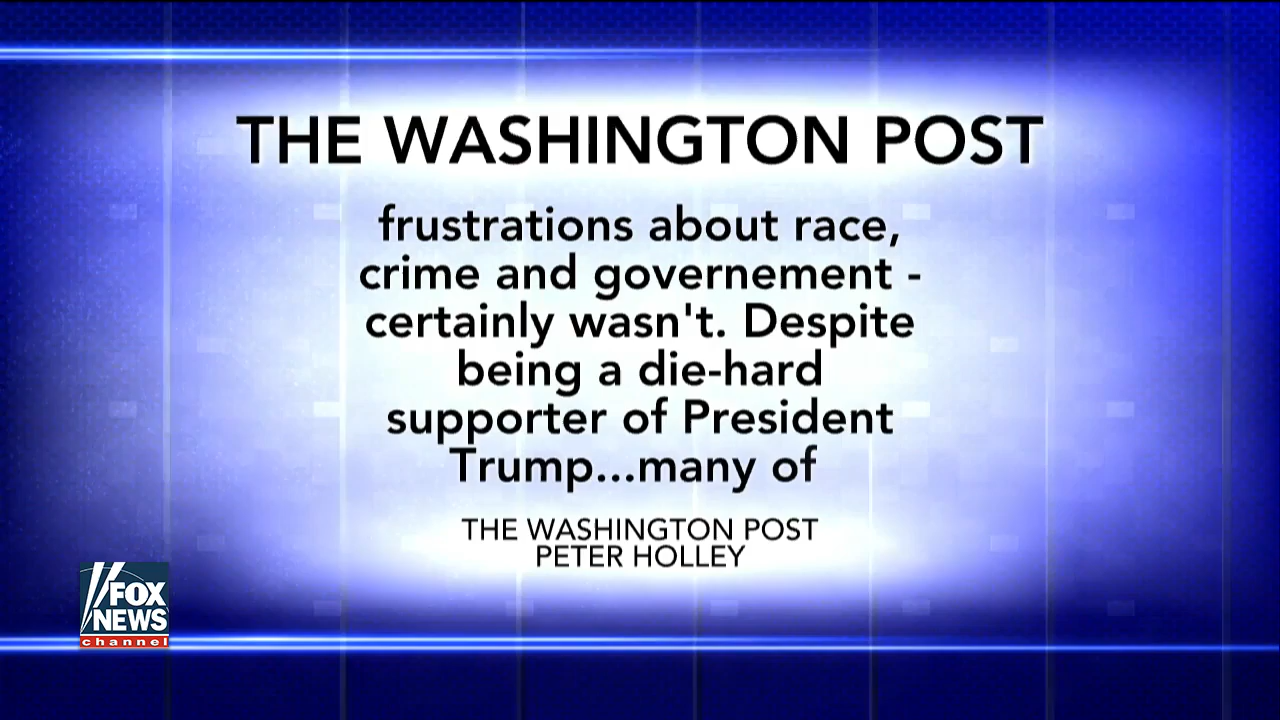 THE WASHINGTON POST
frustrations about race,
crime and governement -
certainly wasn't. Despite
being a die-hard
supporter of President
Trump...many of
THE WASHINGTON POST
PETER HOLLEY
FOX
NEWS
channel